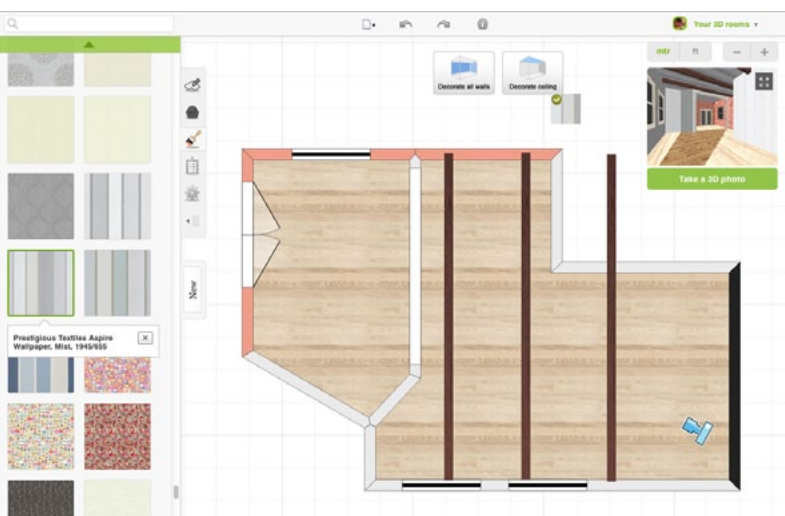 Your 3D rooms
mtr
ft
Decorate all walls
Decorate ceiling
Take a 3D photo
New
Prestigious Textiles Aspire
Wallpaper, Mist, 1945/655